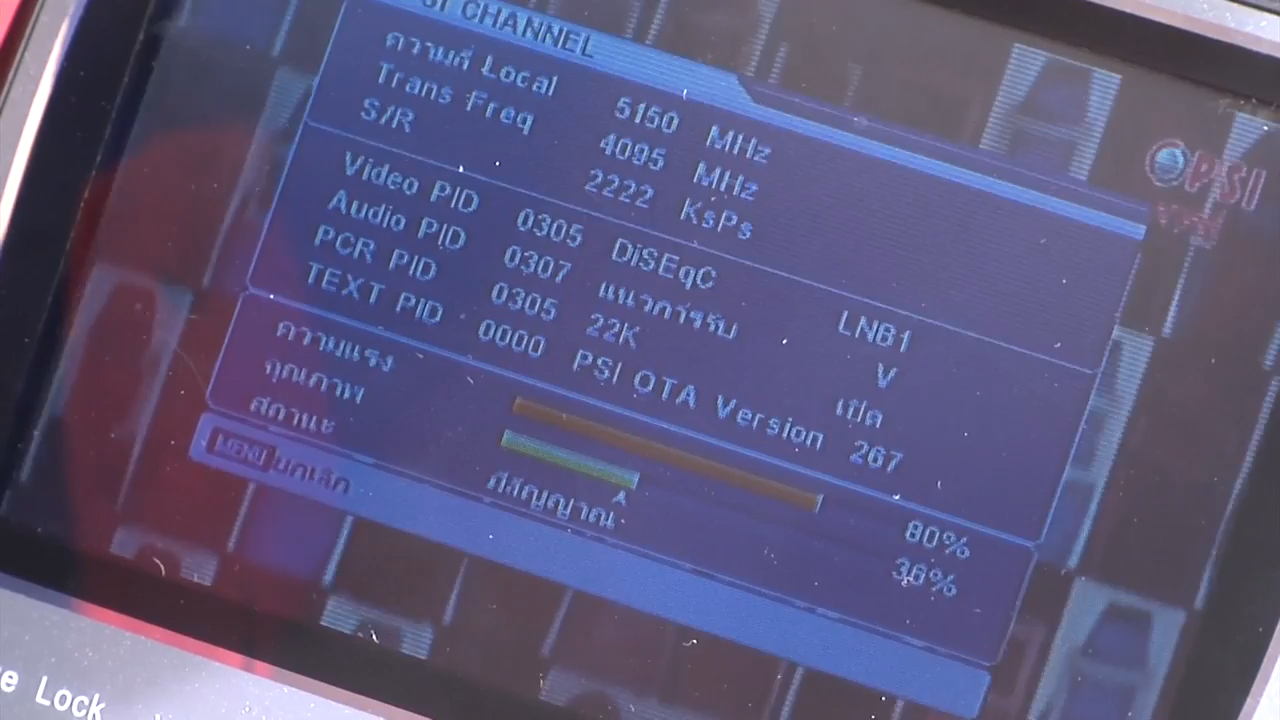 SI CHANNEL
ความถี่ Local 5150 MHz
Trans Freq 4095 MHz
S/R 2222 KsPs
Video PID 0305 DiSEqC LNB1
Audio PID 0307 แนวการรับ V
PCR PID 0305 22K เปิด
TEXT PID 0000 PSI OTA Version 267
ความแรง 80%
คุณภาพ 36%
สถานะ มีสัญญาณ
MENU ยกเลิก
PSI
e Lock